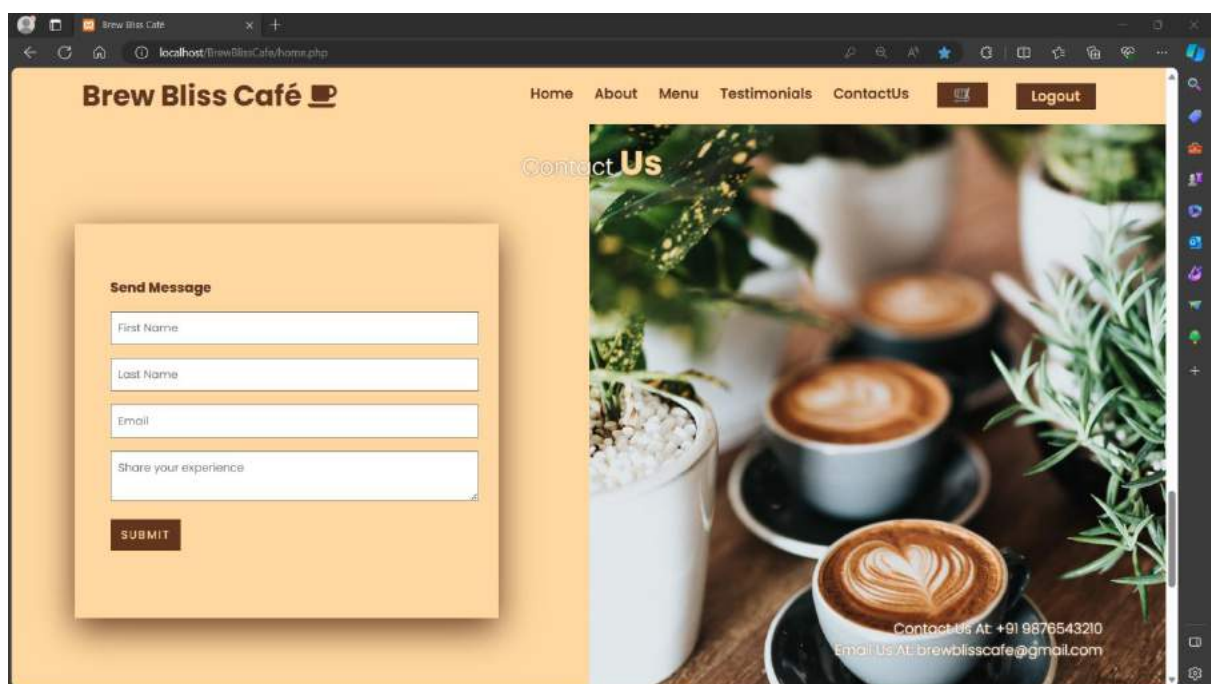 Brew Bliss Café
localhost/BrewBlissCafe/home.php
Brew Bliss Café
Home About Menu Testimonials ContactUs Logout
Contact Us
Send Message
First Name
Last Name
Email
Share your experience
SUBMIT
Contact Us At: +91 9876543210
Email Us At: brewblisscafe@gmail.com